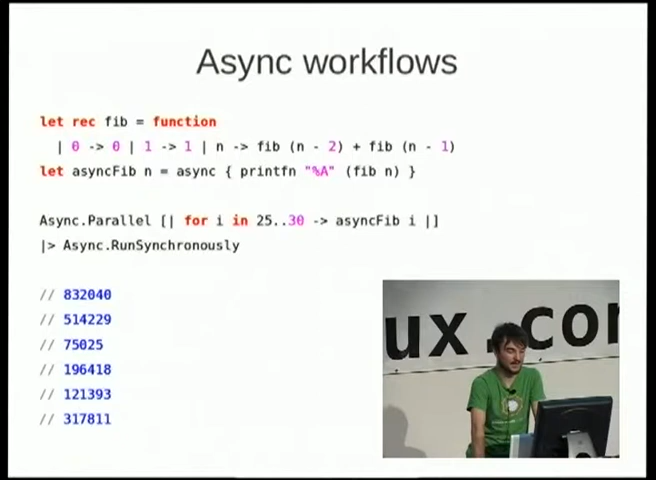 Async workflows
let rec fib = function
| 0 -> 0 | 1 -> 1 | n -> fib (n - 2) + fib (n - 1)
let asyncFib n = async { printfn "%A" (fib n) }
Async.Parallel [| for i in 25..30 -> asyncFib i |]
|> Async.RunSynchronously
// 832040
// 514229
// 75025
// 196418
// 121393
// 317811
ux.con